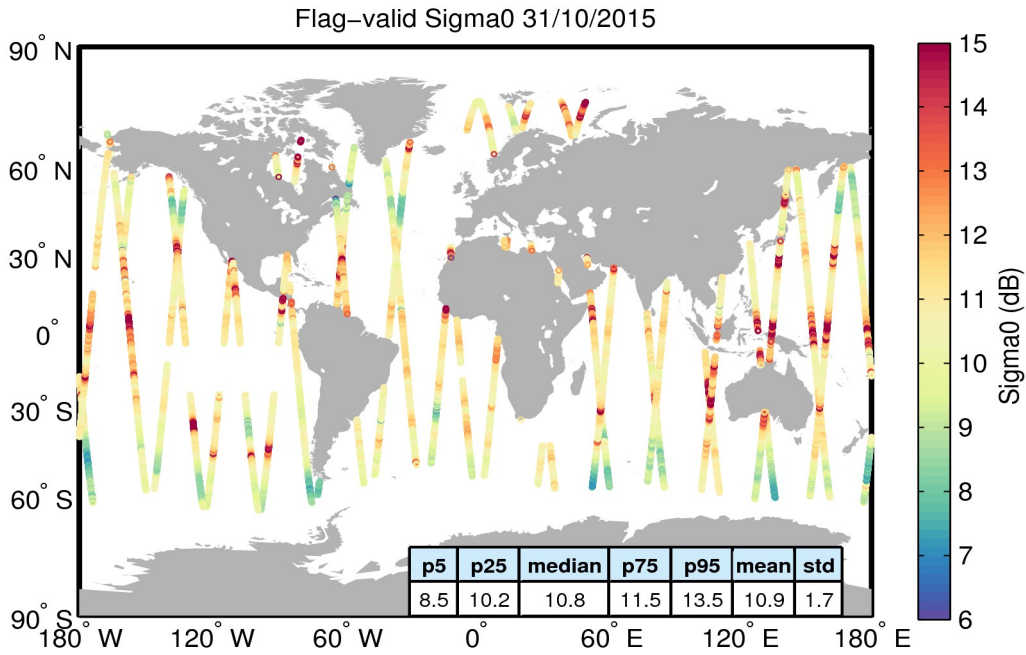 Flag−valid Sigma0 31/10/2015
90° N
60° N
30° N
0°
30° S
60° S
90° S
180° W 120° W 60° W 0° 60° E 120° E 180° E
p5 p25 median p75 p95 mean std
8.5 10.2 10.8 11.5 13.5 10.9 1.7
15
14
13
12
11
10
9
8
7
6
Sigma0 (dB)